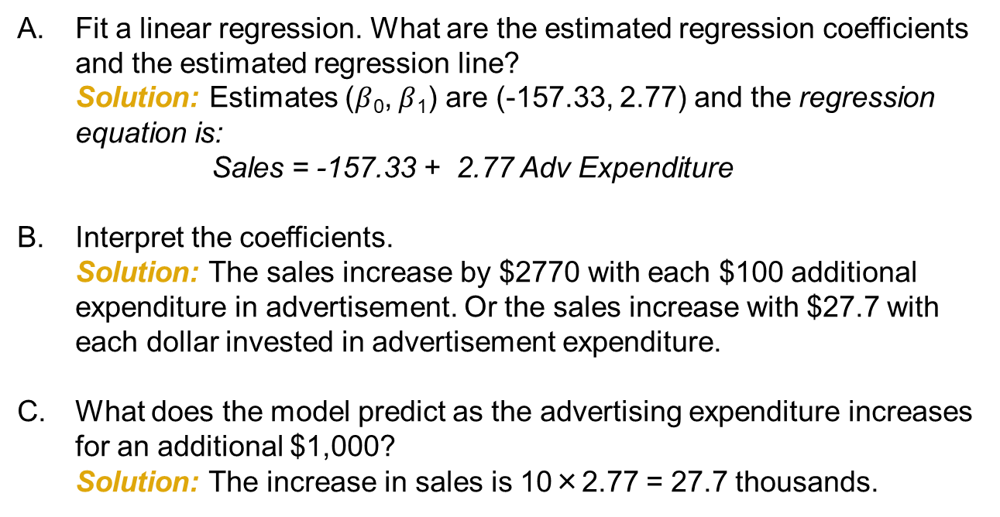 A. Fit a linear regression. What are the estimated regression coefficients
and the estimated regression line?
Solution: Estimates (β₀, β₁) are (-157.33, 2.77) and the regression
equation is:
Sales = -157.33 + 2.77 Adv Expenditure
B. Interpret the coefficients.
Solution: The sales increase by $2770 with each $100 additional
expenditure in advertisement. Or the sales increase with $27.7 with
each dollar invested in advertisement expenditure.
C. What does the model predict as the advertising expenditure increases
for an additional $1,000?
Solution: The increase in sales is 10 × 2.77 = 27.7 thousands.